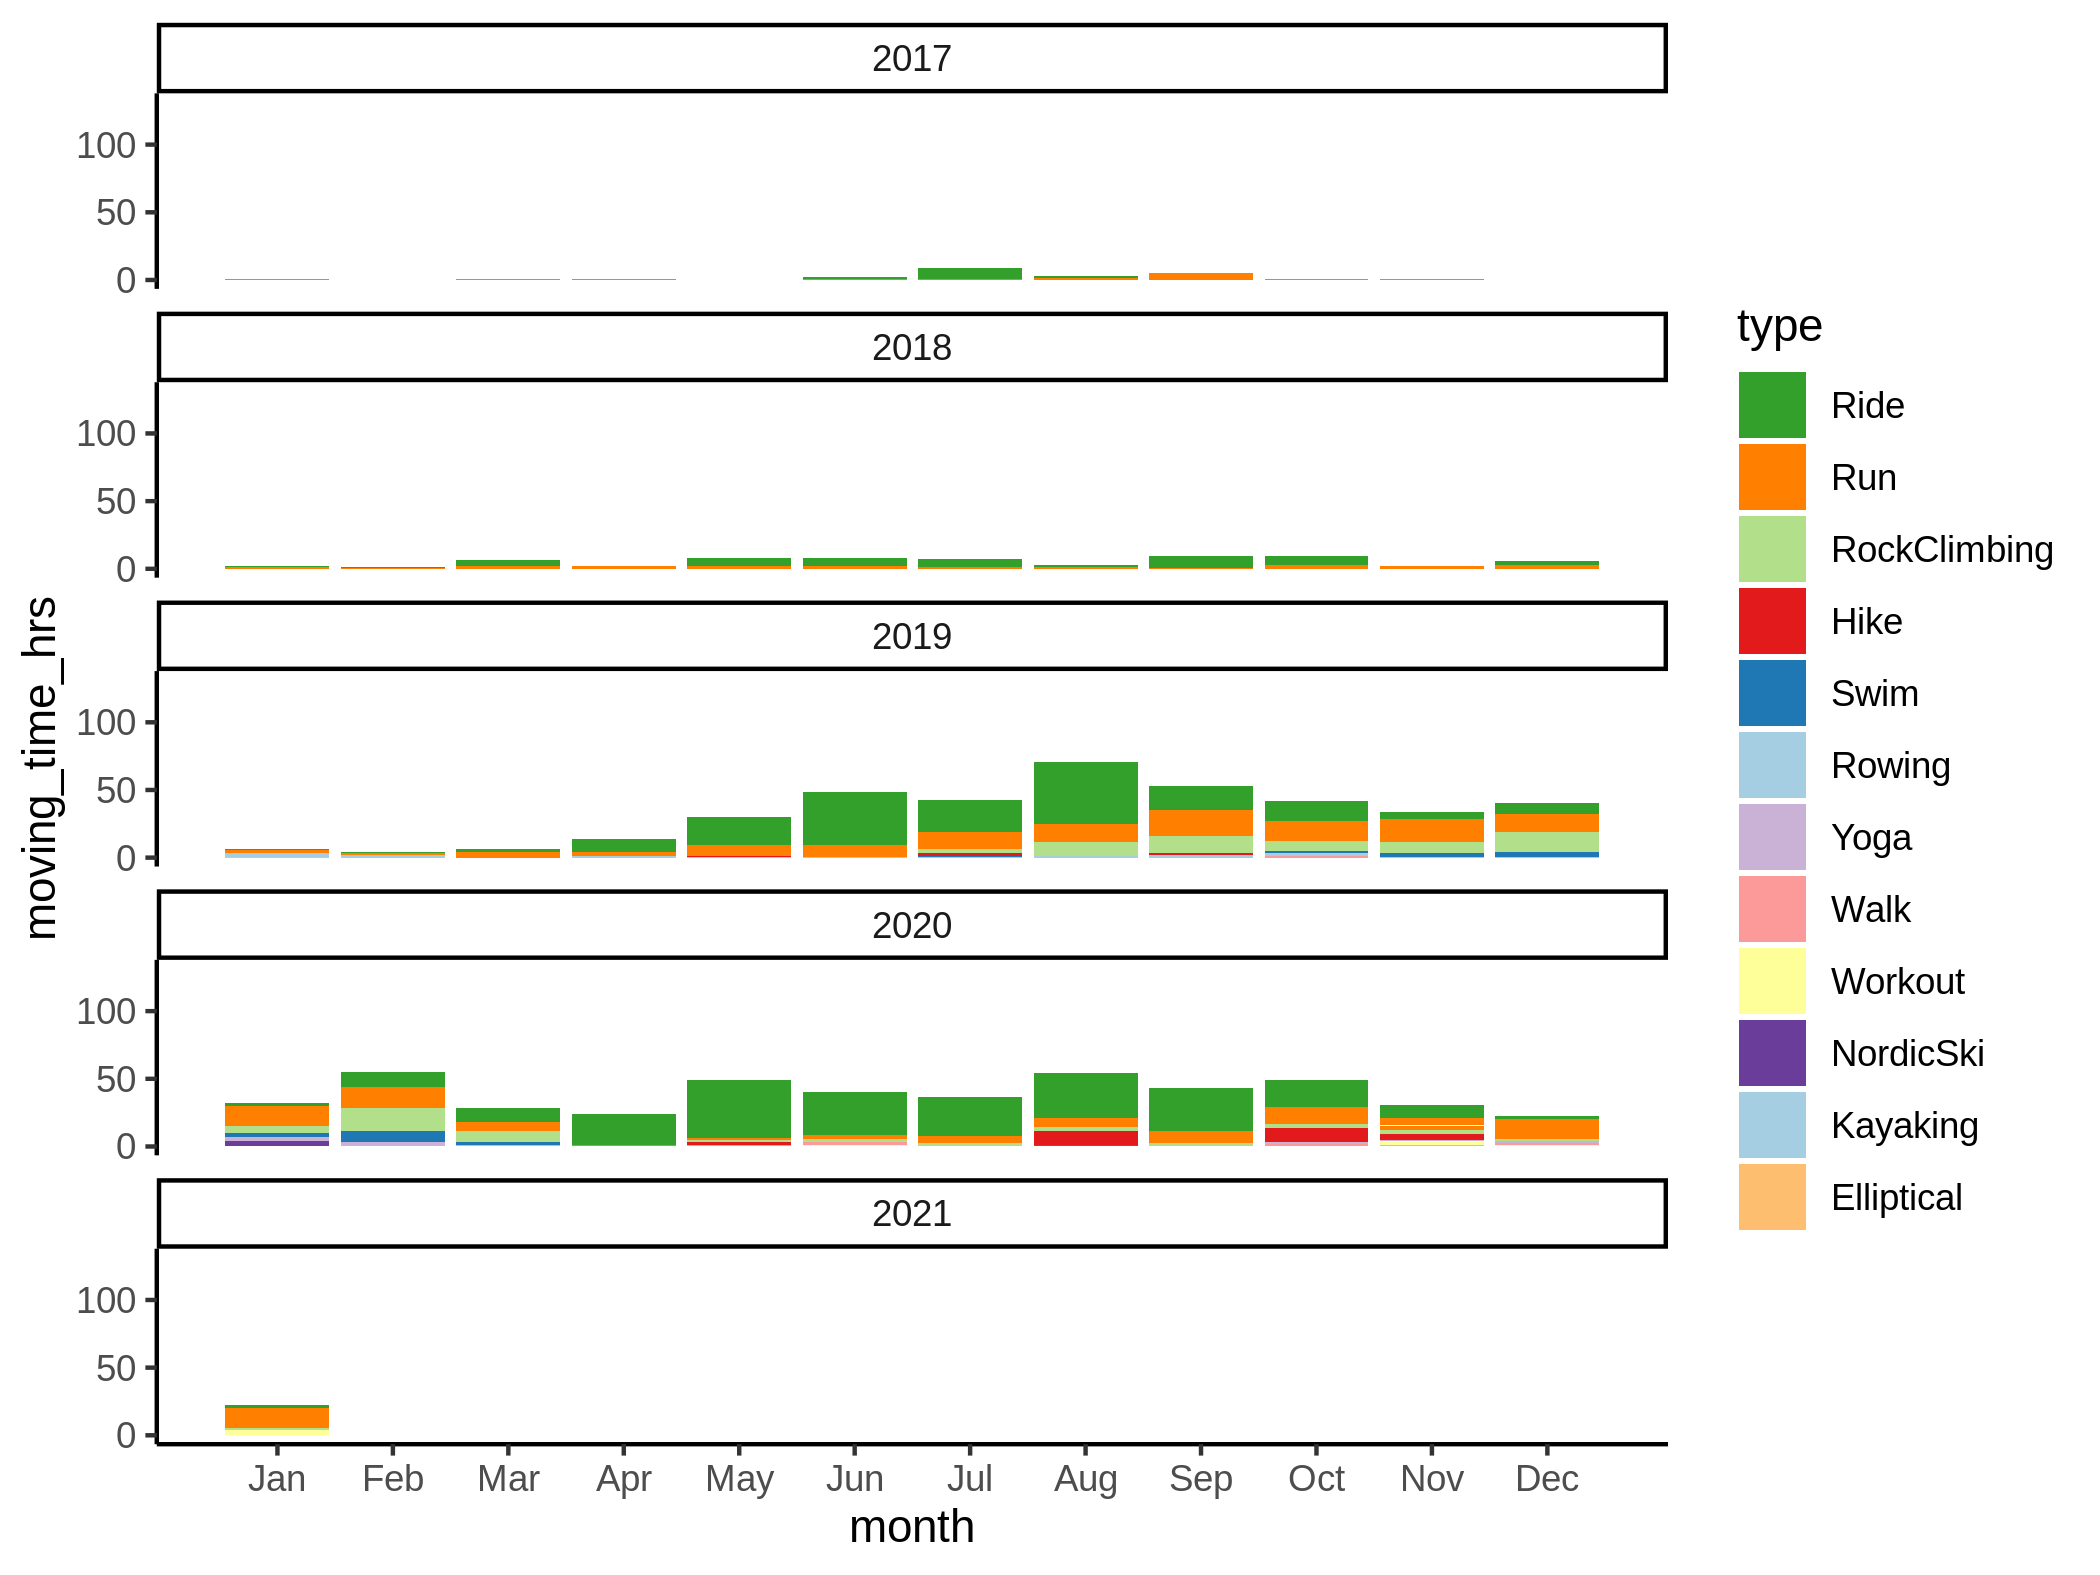 2017
100
50
0
2018
100
50
0
2019
100
50
0
2020
100
50
0
2021
100
50
0
Jan Feb Mar Apr May Jun Jul Aug Sep Oct Nov Dec
month
moving_time_hrs
type
Ride
Run
RockClimbing
Hike
Swim
Rowing
Yoga
Walk
Workout
NordicSki
Kayaking
Elliptical